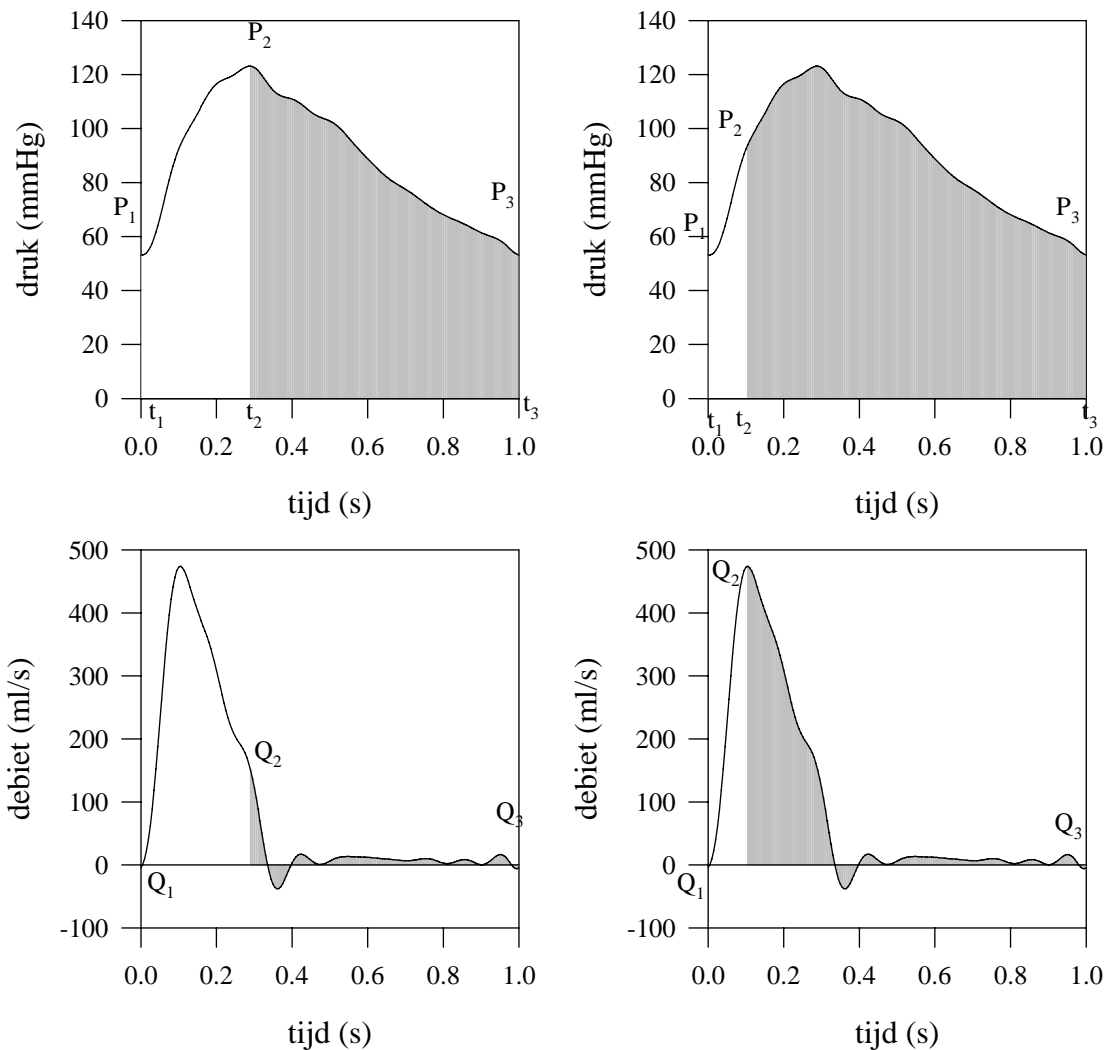 druk (mmHg)
140
120
100
80
60
40
20
0
P2
P1
P3
t1
t2
t3
0.0 0.2 0.4 0.6 0.8 1.0
tijd (s)
druk (mmHg)
140
120
100
80
60
40
20
0
P2
P1
P3
t1
t2
t3
0.0 0.2 0.4 0.6 0.8 1.0
tijd (s)
debiet (ml/s)
500
400
300
200
100
0
-100
Q2
Q3
Q1
0.0 0.2 0.4 0.6 0.8 1.0
tijd (s)
debiet (ml/s)
500
400
300
200
100
0
-100
Q2
Q3
Q1
0.0 0.2 0.4 0.6 0.8 1.0
tijd (s)